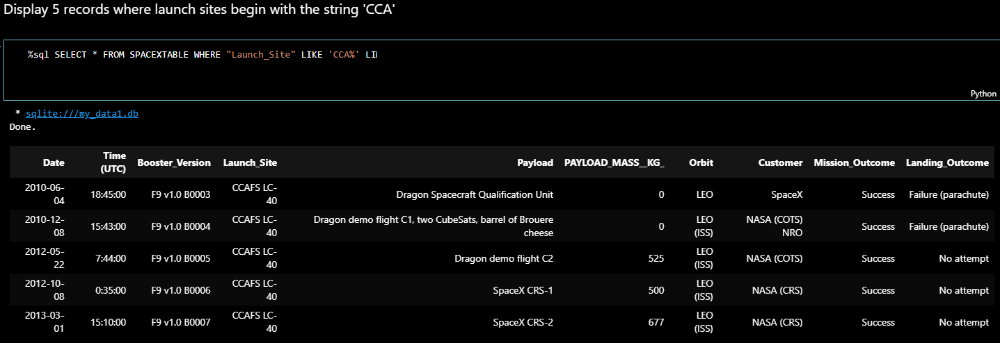 Display 5 records where launch sites begin with the string 'CCA'
%sql SELECT * FROM SPACEXTABLE WHERE "Launch_Site" LIKE 'CCA%' LI
Python
* sqlite:///my_data1.db
Done.
Date Time (UTC) Booster_Version Launch_Site Payload PAYLOAD_MASS__KG_ Orbit Customer Mission_Outcome Landing_Outcome
2010-06-04 18:45:00 F9 v1.0 B0003 CCAFS LC-40 Dragon Spacecraft Qualification Unit 0 LEO SpaceX Success Failure (parachute)
2010-12-08 15:43:00 F9 v1.0 B0004 CCAFS LC-40 Dragon demo flight C1, two CubeSats, barrel of Brouere cheese 0 LEO (ISS) NASA (COTS) NRO Success Failure (parachute)
2012-05-22 7:44:00 F9 v1.0 B0005 CCAFS LC-40 Dragon demo flight C2 525 LEO (ISS) NASA (COTS) Success No attempt
2012-10-08 0:35:00 F9 v1.0 B0006 CCAFS LC-40 SpaceX CRS-1 500 LEO (ISS) NASA (CRS) Success No attempt
2013-03-01 15:10:00 F9 v1.0 B0007 CCAFS LC-40 SpaceX CRS-2 677 LEO (ISS) NASA (CRS) Success No attempt